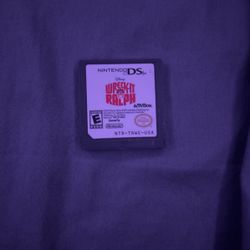 NINTENDO DS
Disney
WRECK-IT
RALPH
ACTIVISION
E
NTR-TRWE-USA